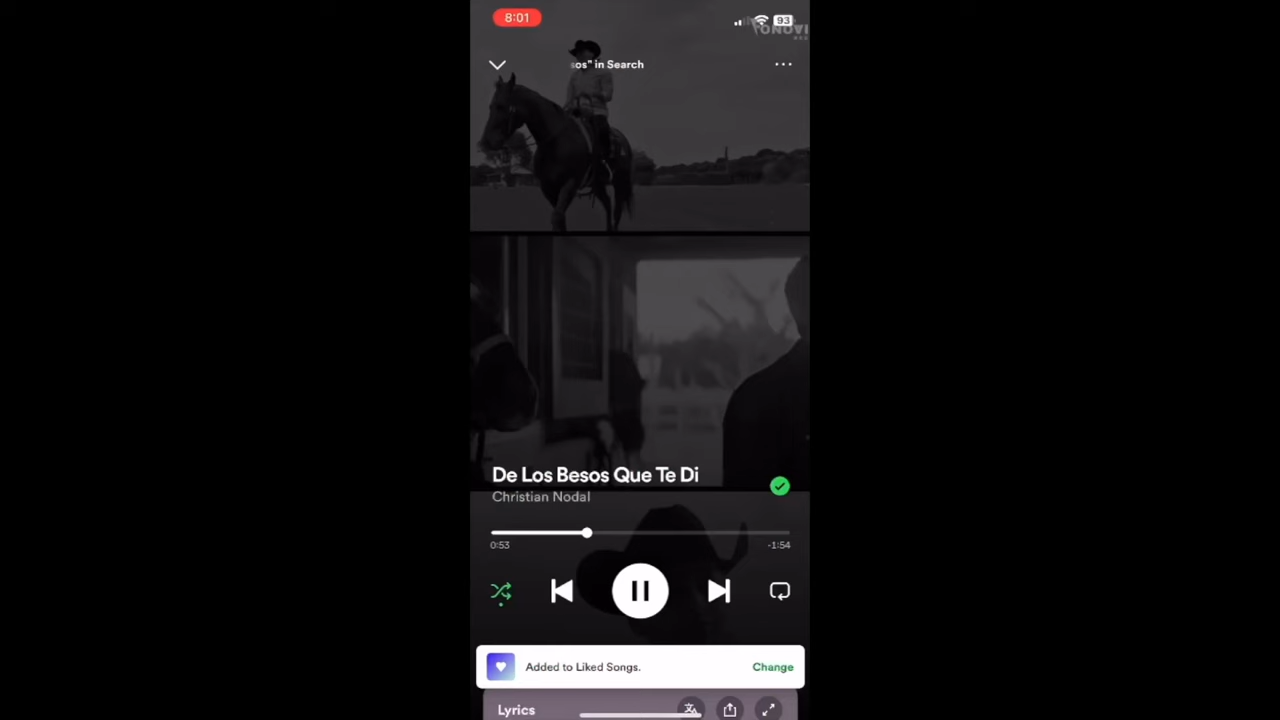 8:01
93
os" in Search
De Los Besos Que Te Di
Christian Nodal
0:53
-1:54
Added to Liked Songs.
Change
Lyrics